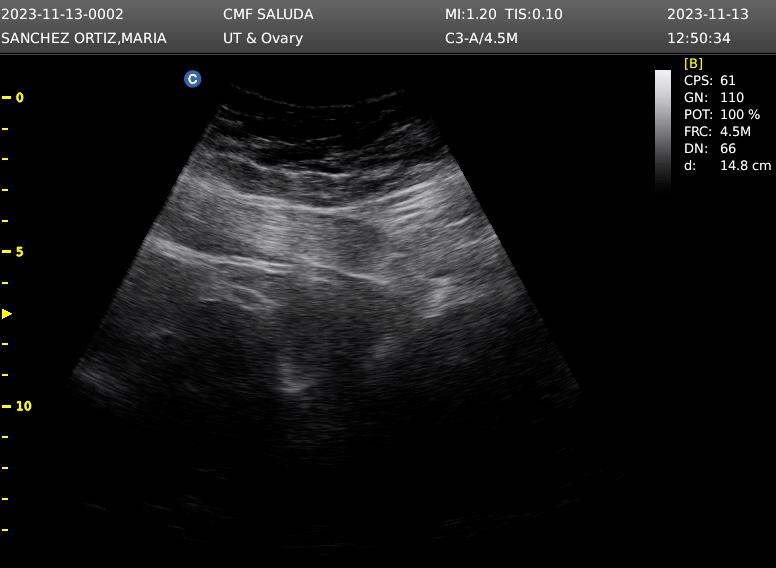 2023-11-13-0002 CMF SALUDA MI:1.20 TIS:0.10 2023-11-13
SANCHEZ ORTIZ,MARIA UT & Ovary C3-A/4.5M 12:50:34
C
[B]
CPS: 61
GN: 110
POT: 100 %
FRC: 4.5M
DN: 66
d: 14.8 cm
0
5
10